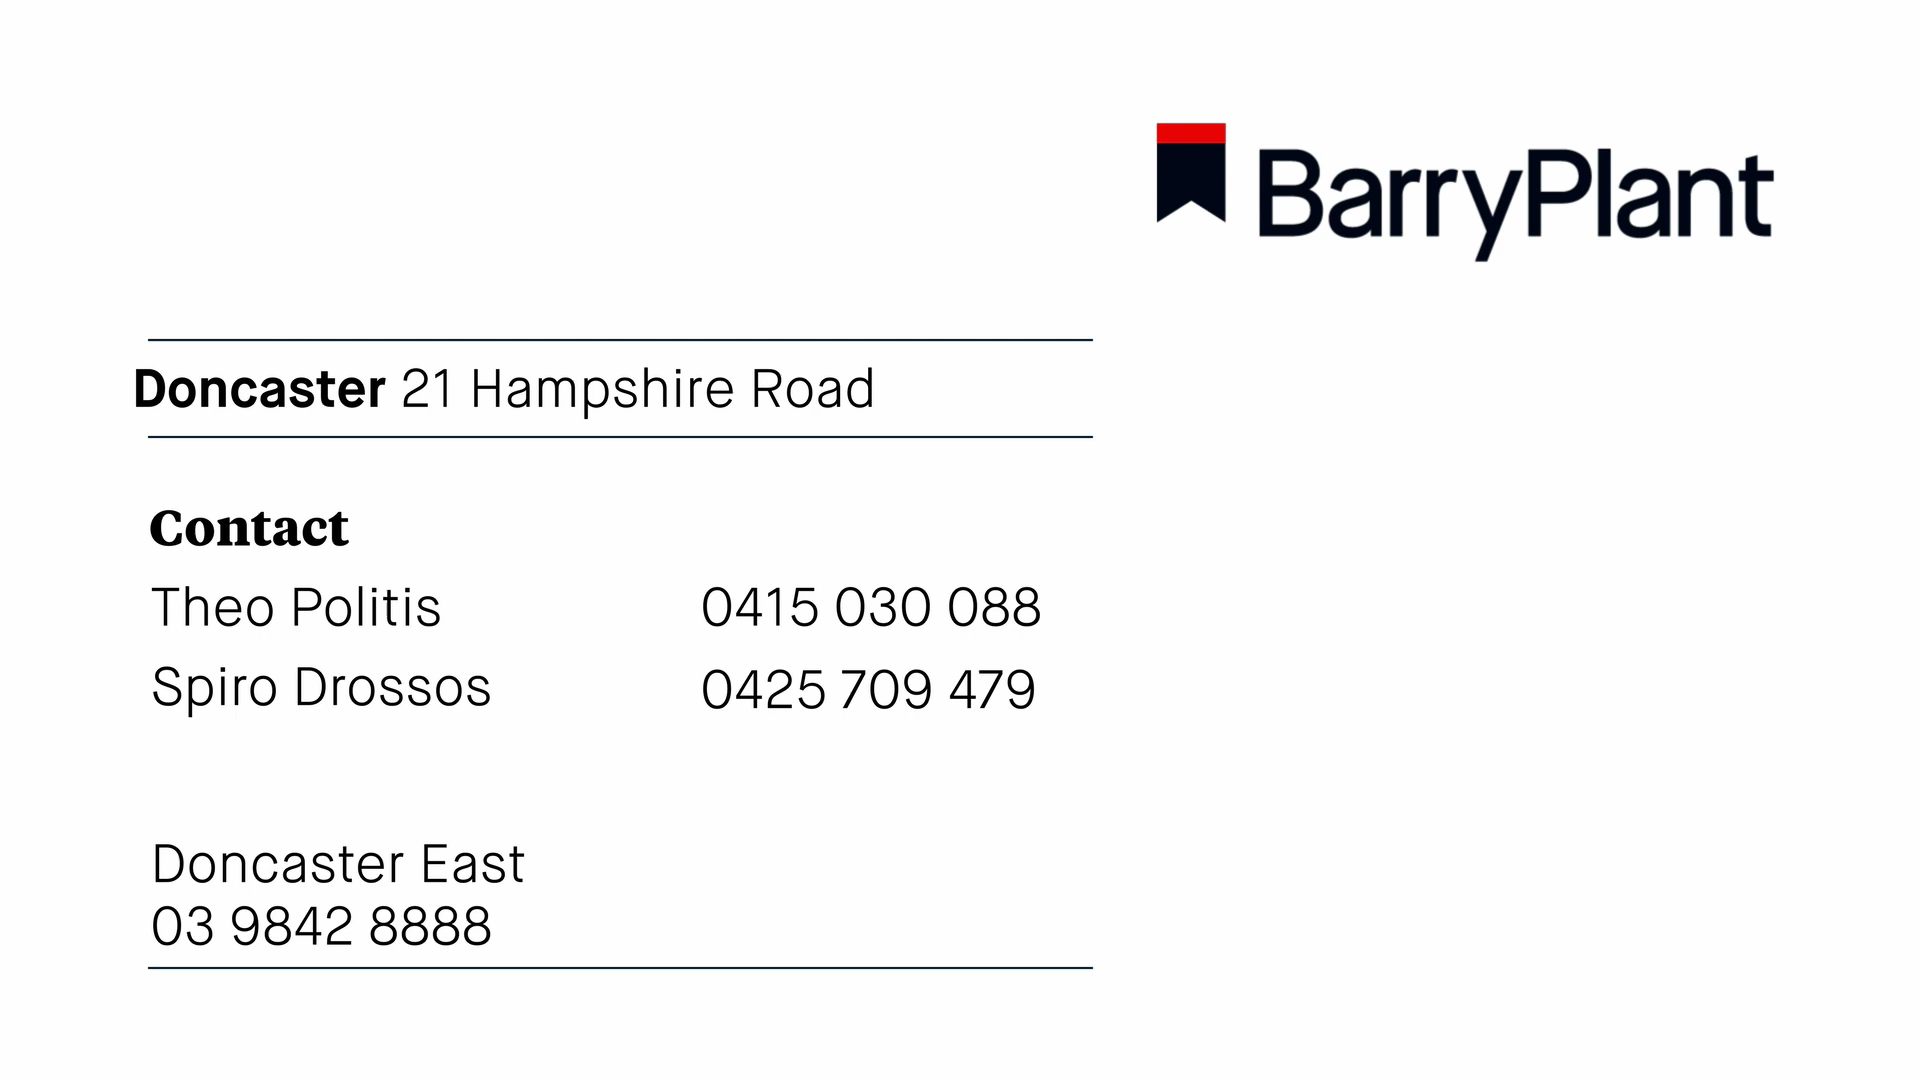 BarryPlant
Doncaster 21 Hampshire Road
Contact
Theo Politis 0415 030 088
Spiro Drossos 0425 709 479
Doncaster East
03 9842 8888